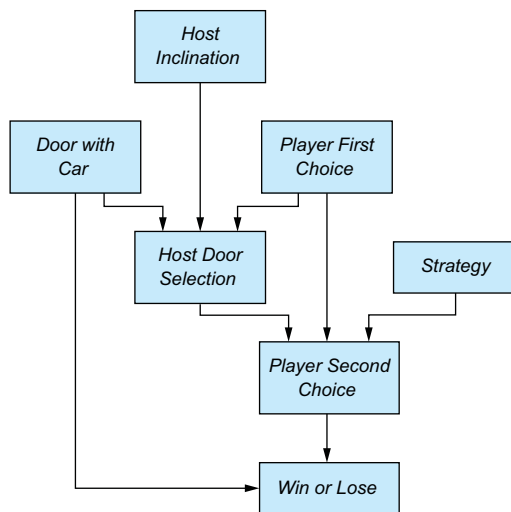 Host
Inclination
Door with
Car
Player First
Choice
Host Door
Selection
Strategy
Player Second
Choice
Win or Lose